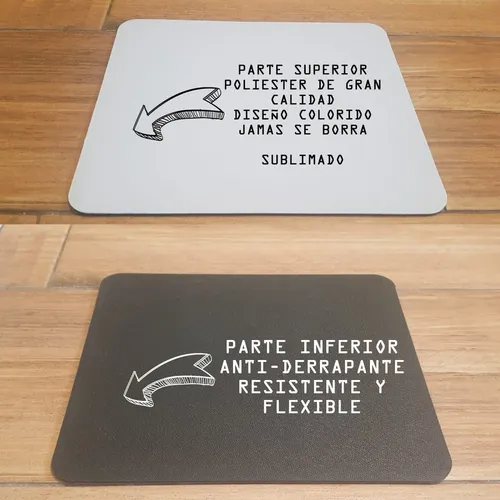 PARTE SUPERIOR
POLIESTER DE GRAN
CALIDAD
DISEÑO COLORIDO
JAMAS SE BORRA
SUBLIMADO
PARTE INFERIOR
ANTI-DERRAPANTE
RESISTENTE Y
FLEXIBLE